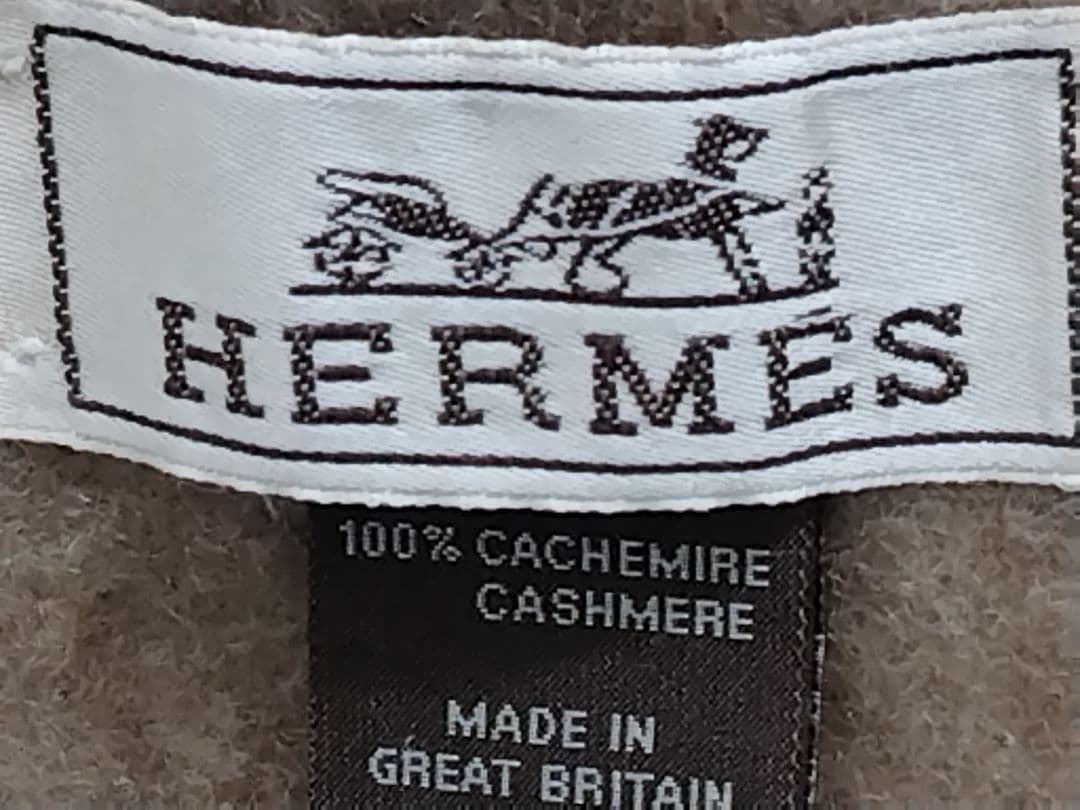 HERMÈS
100% CACHEMIRE
CASHMERE
MADE IN
GREAT BRITAIN